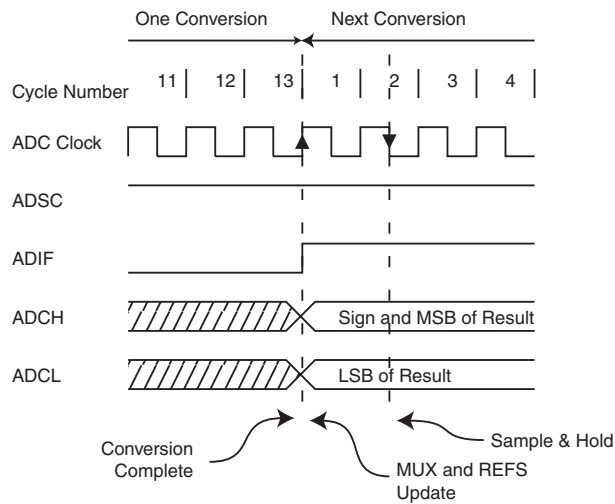 One Conversion Next Conversion
Cycle Number 11 12 13 1 2 3 4
ADC Clock
ADSC
ADIF
ADCH Sign and MSB of Result
ADCL LSB of Result
Conversion
Complete
MUX and REFS
Update
Sample & Hold